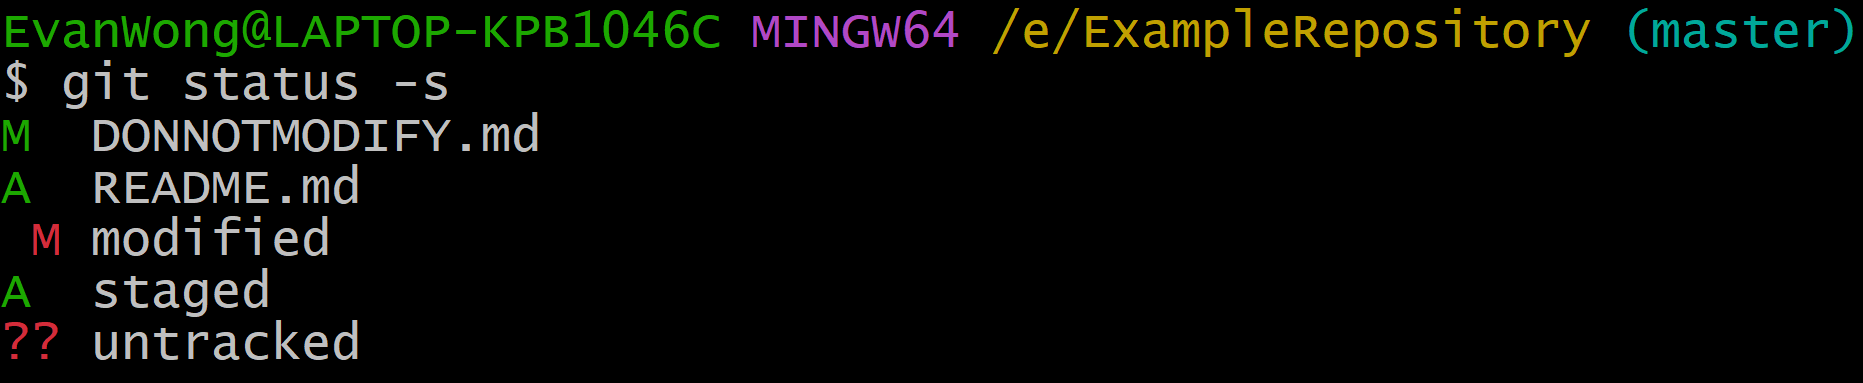 EvanWong@LAPTOP-KPB1046C MINGW64 /e/ExampleRepository (master)
$ git status -s
M  DONNOTMODIFY.md
A  README.md
 M modified
A  staged
?? untracked